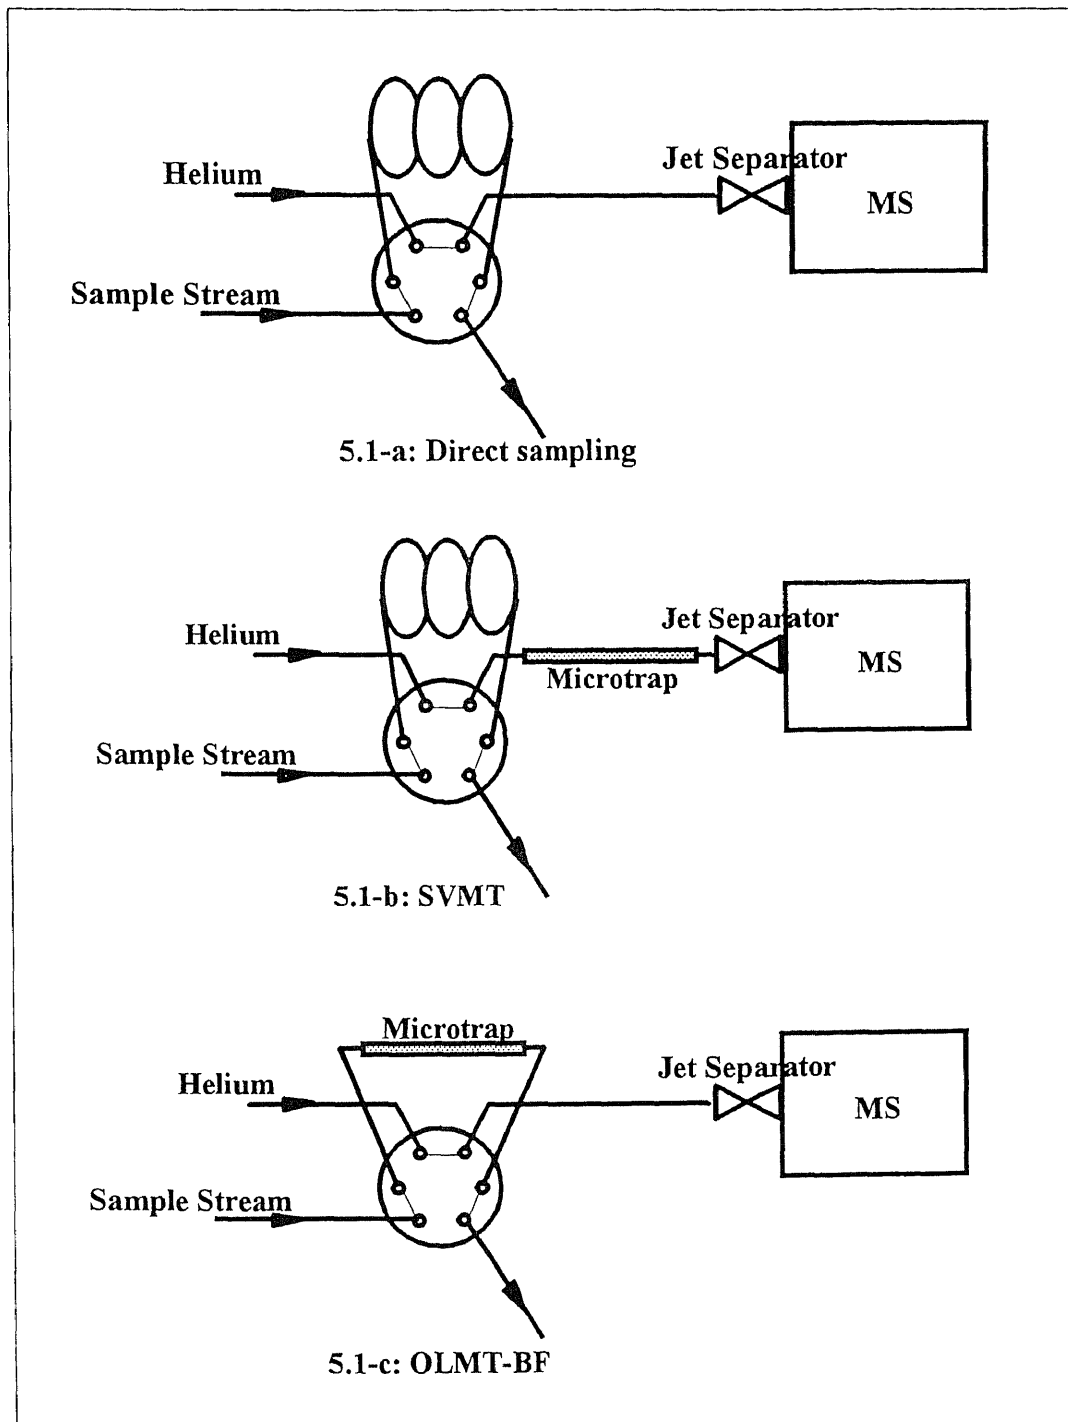 Jet Separator
Helium
MS
Sample Stream
5.1-a: Direct sampling
Jet Separator
Helium
MS
Microtrap
Sample Stream
5.1-b: SVMT
Microtrap
Jet Separator
Helium
MS
Sample Stream
5.1-c: OLMT-BF